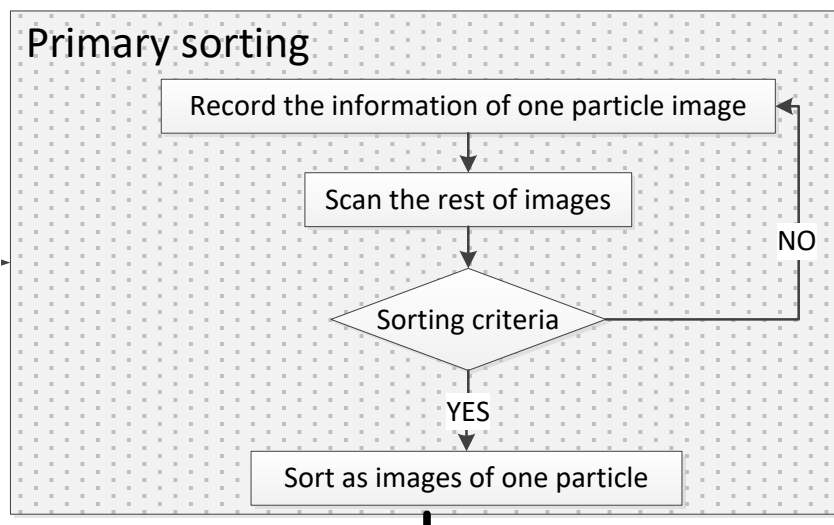 Primary sorting
Record the information of one particle image
Scan the rest of images
NO
Sorting criteria
YES
Sort as images of one particle